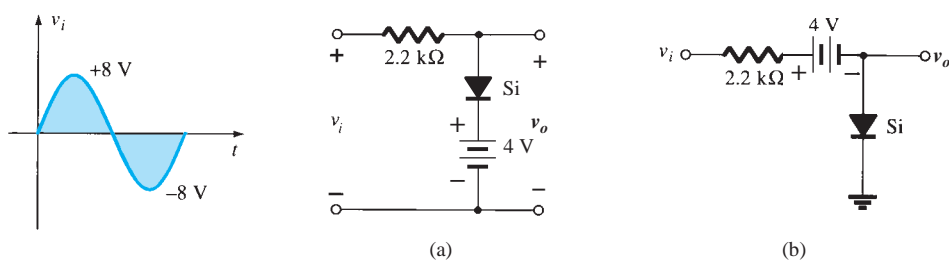 v_i
+8 V
t
−8 V
+ 2.2 kΩ +
Si
v_i + v_o
4 V
−
− −
(a)
4 V
v_i 2.2 kΩ + − v_o
Si
(b)